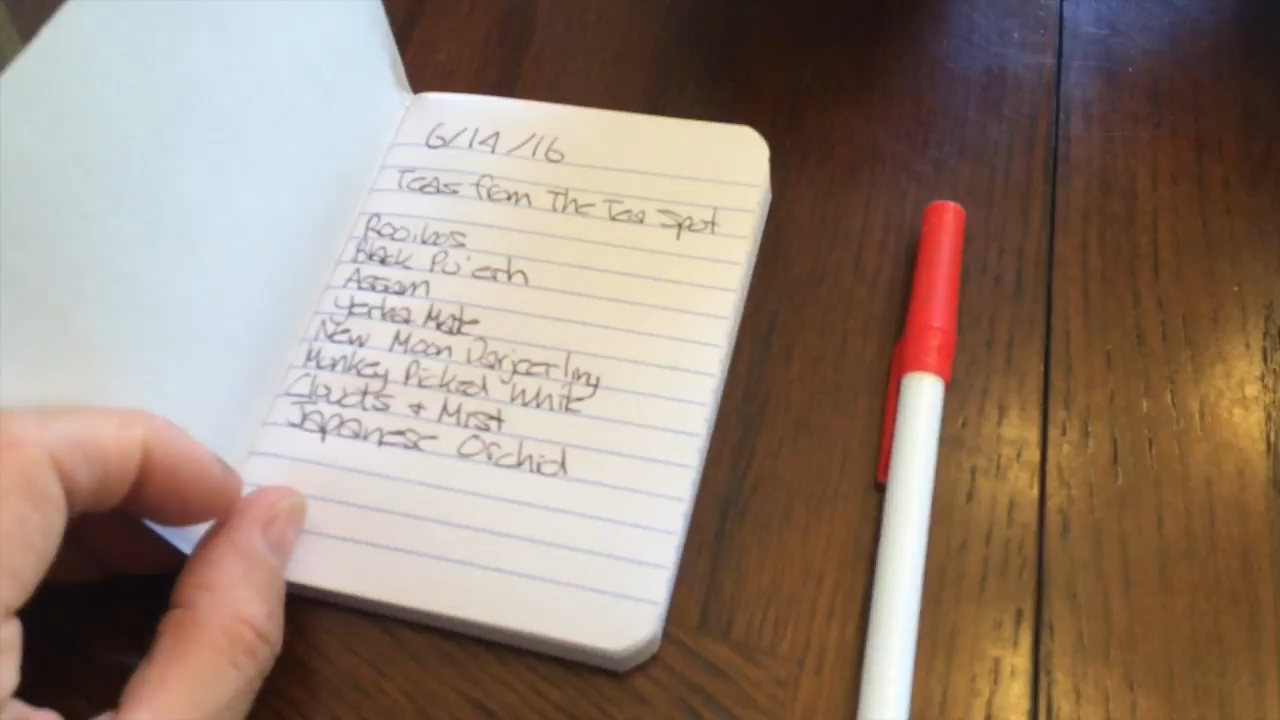 6/14/16
Teas from The Tea Spot
Rooibos
Black Pu'erh
Assam
Yerba Mate
New Moon Darjeeling
Monkey Picked White
Clouds + Mist
Japanese Orchid